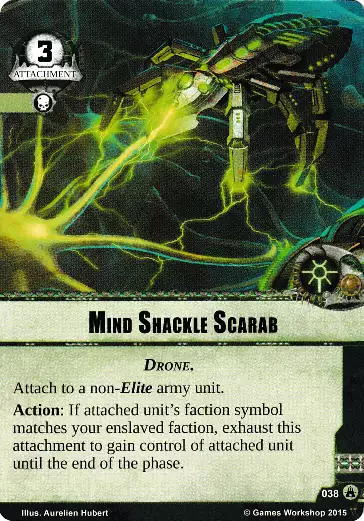 3
ATTACHMENT
MIND SHACKLE SCARAB
DRONE.
Attach to a non-Elite army unit.
Action: If attached unit's faction symbol
matches your enslaved faction, exhaust this
attachment to gain control of attached unit
until the end of the phase.
038
Illus. Aurelien Hubert
© Games Workshop 2015